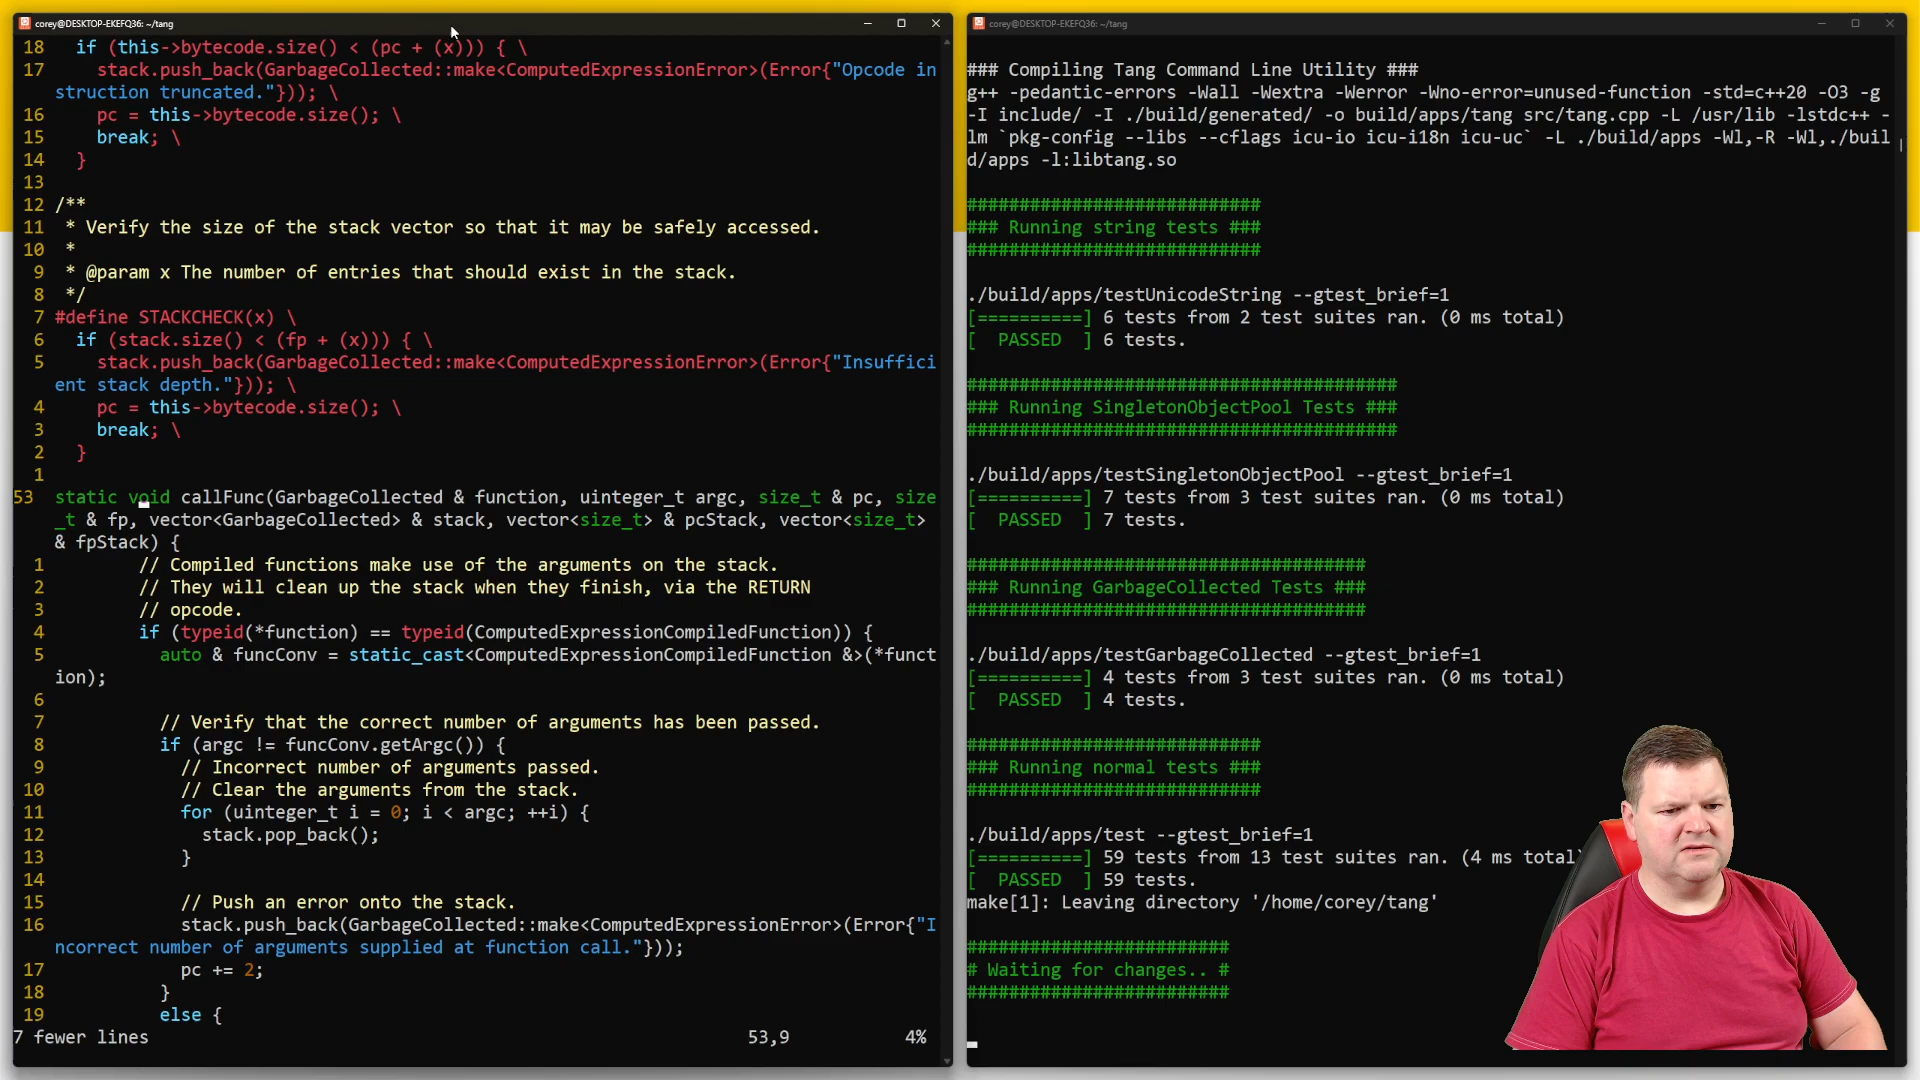 corey@DESKTOP-EKEFQ36: ~/tang
18   if (this->bytecode.size() < (pc + (x))) { \
17     stack.push_back(GarbageCollected::make<ComputedExpressionError>(Error{"Opcode in
struction truncated."})); \
16     pc = this->bytecode.size(); \
15     break; \
14   }
13
12 /**
11  * Verify the size of the stack vector so that it may be safely accessed.
10  *
9  * @param x The number of entries that should exist in the stack.
8  */
7 #define STACKCHECK(x) \
6   if (stack.size() < (fp + (x))) { \
5     stack.push_back(GarbageCollected::make<ComputedExpressionError>(Error{"Insuffici
ent stack depth."})); \
4     pc = this->bytecode.size(); \
3     break; \
2   }
1
53  static void callFunc(GarbageCollected & function, uinteger_t argc, size_t & pc, size
_t & fp, vector<GarbageCollected> & stack, vector<size_t> & pcStack, vector<size_t>
& fpStack) {
1         // Compiled functions make use of the arguments on the stack.
2         // They will clean up the stack when they finish, via the RETURN
3         // opcode.
4         if (typeid(*function) == typeid(ComputedExpressionCompiledFunction)) {
5           auto & funcConv = static_cast<ComputedExpressionCompiledFunction &>(*funct
ion);
6
7           // Verify that the correct number of arguments has been passed.
8           if (argc != funcConv.getArgc()) {
9             // Incorrect number of arguments passed.
10             // Clear the arguments from the stack.
11             for (uinteger_t i = 0; i < argc; ++i) {
12               stack.pop_back();
13             }
14
15             // Push an error onto the stack.
16             stack.push_back(GarbageCollected::make<ComputedExpressionError>(Error{"I
ncorrect number of arguments supplied at function call."}));
17             pc += 2;
18           }
19           else {
7 fewer lines 53,9 4%
corey@DESKTOP-EKEFQ36: ~/tang
### Compiling Tang Command Line Utility ###
g++ -pedantic-errors -Wall -Wextra -Werror -Wno-error=unused-function -std=c++20 -O3 -g
-I include/ -I ./build/generated/ -o build/apps/tang src/tang.cpp -L /usr/lib -lstdc++ -
lm `pkg-config --libs --cflags icu-io icu-i18n icu-uc` -L ./build/apps -Wl,-R -Wl,./buil
d/apps -l:libtang.so
############################
### Running string tests ###
############################
./build/apps/testUnicodeString --gtest_brief=1
[==========] 6 tests from 2 test suites ran. (0 ms total)
[  PASSED  ] 6 tests.
#########################################
### Running SingletonObjectPool Tests ###
#########################################
./build/apps/testSingletonObjectPool --gtest_brief=1
[==========] 7 tests from 3 test suites ran. (0 ms total)
[  PASSED  ] 7 tests.
######################################
### Running GarbageCollected Tests ###
######################################
./build/apps/testGarbageCollected --gtest_brief=1
[==========] 4 tests from 3 test suites ran. (0 ms total)
[  PASSED  ] 4 tests.
############################
### Running normal tests ###
############################
./build/apps/test --gtest_brief=1
[==========] 59 tests from 13 test suites ran. (4 ms total)
[  PASSED  ] 59 tests.
make[1]: Leaving directory '/home/corey/tang'
#########################
# Waiting for changes.. #
#########################